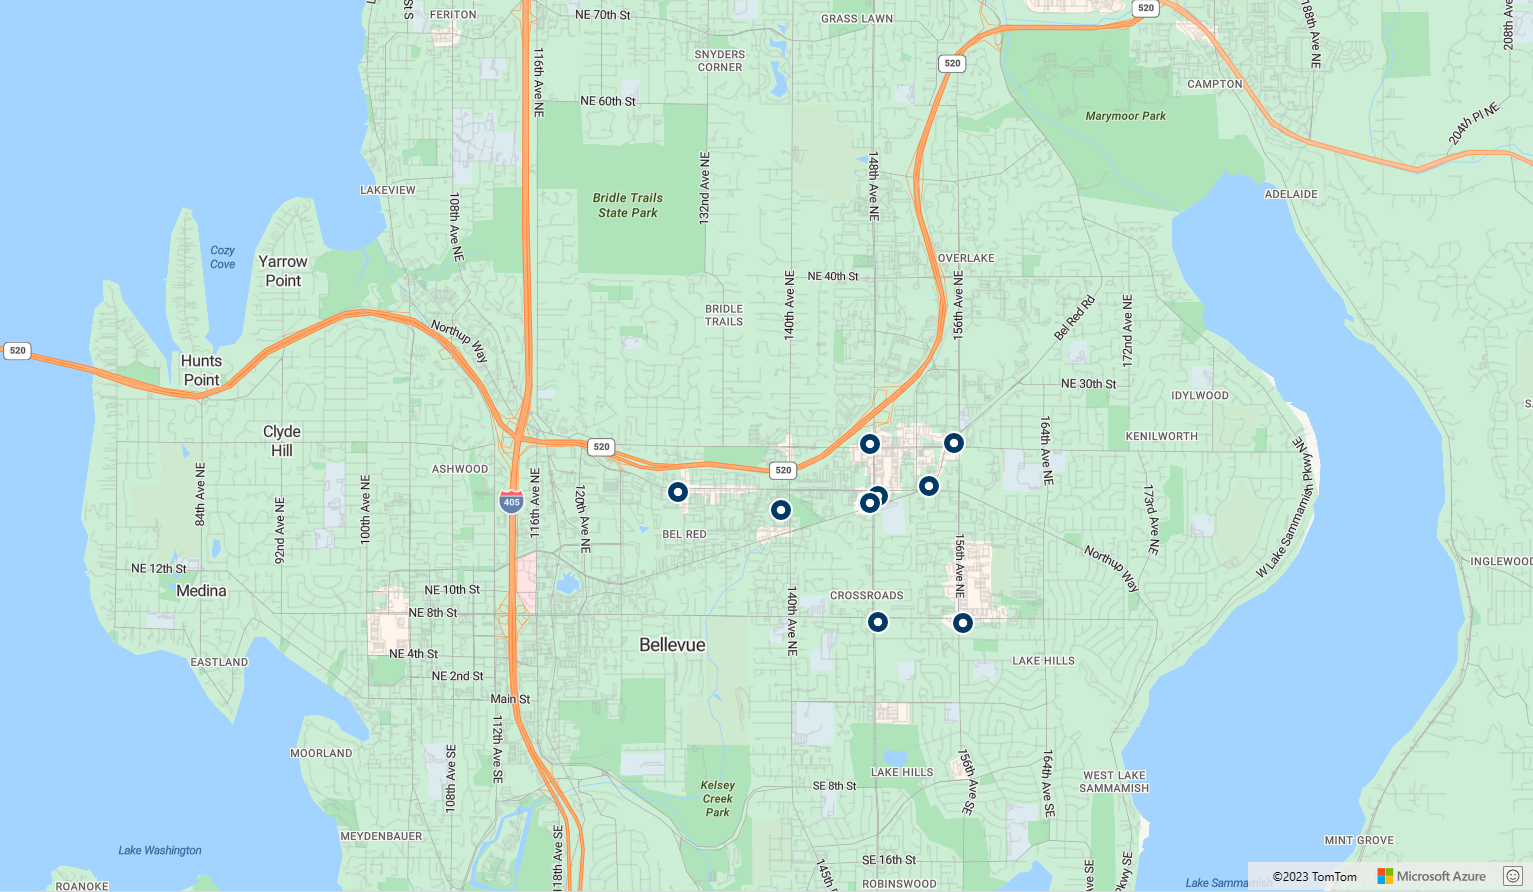 St SS
FERITON
NE 70th St
GRASS LAWN
520
188th Ave NE
208th Ave
116th Ave NE
SNYDERS
CORNER
520
CAMPTON
NE 60th St
Marymoor Park
204th Pl NE
132nd Ave NE
148th Ave NE
LAKEVIEW
108th Ave NE
Bridle Trails
State Park
ADELAIDE
Cozy
Cove
Yarrow
Point
OVERLAKE
NE 40th St
140th Ave NE
156th Ave NE
BRIDLE
TRAILS
Bel Red Rd
172nd Ave NE
Northup Way
520
Hunts
Point
NE 30th St
IDYLWOOD
Clyde
Hill
KENILWORTH
164th Ave NE
W Lake Sammamish Pkwy NE
520
520
ASHWOOD
84th Ave NE
92nd Ave NE
100th Ave NE
405
116th Ave NE
120th Ave NE
173rd Ave NE
BEL RED
156th Ave NE
Northup Way
INGLEWOOD
NE 12th St
Medina
NE 10th St
140th Ave NE
CROSSROADS
NE 8th St
Bellevue
NE 4th St
EASTLAND
LAKE HILLS
NE 2nd St
Main St
112th Ave SE
MOORLAND
108th Ave SE
LAKE HILLS
156th Ave SE
164th Ave SE
WEST LAKE
SAMMAMISH
Kelsey
Creek
Park
SE 8th St
MEYDENBAUER
MINT GROVE
Lake Washington
118th Ave SE
145th
SE 16th St
Ave SE
Pkwy SE
ROANOKE
ROBINSWOOD
Lake Sammamish
©2023 TomTom
Microsoft Azure